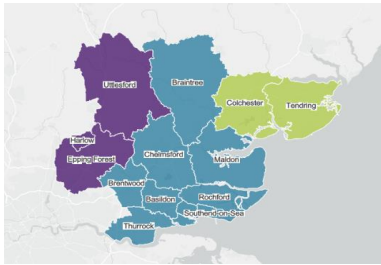 Uttlesford
Braintree
Colchester
Tendring
Harlow
Epping Forest
Chelmsford
Maldon
Brentwood
Basildon
Rochford
Southend-on-Sea
Thurrock